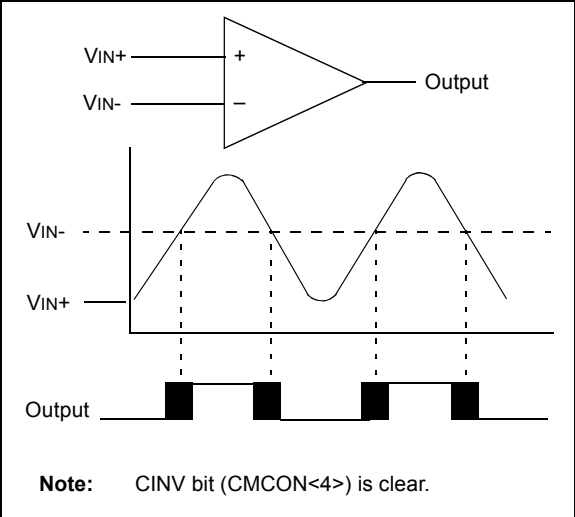 VIN+
+
Output
VIN-
–
VIN-
VIN+
Output
Note: CINV bit (CMCON<4>) is clear.